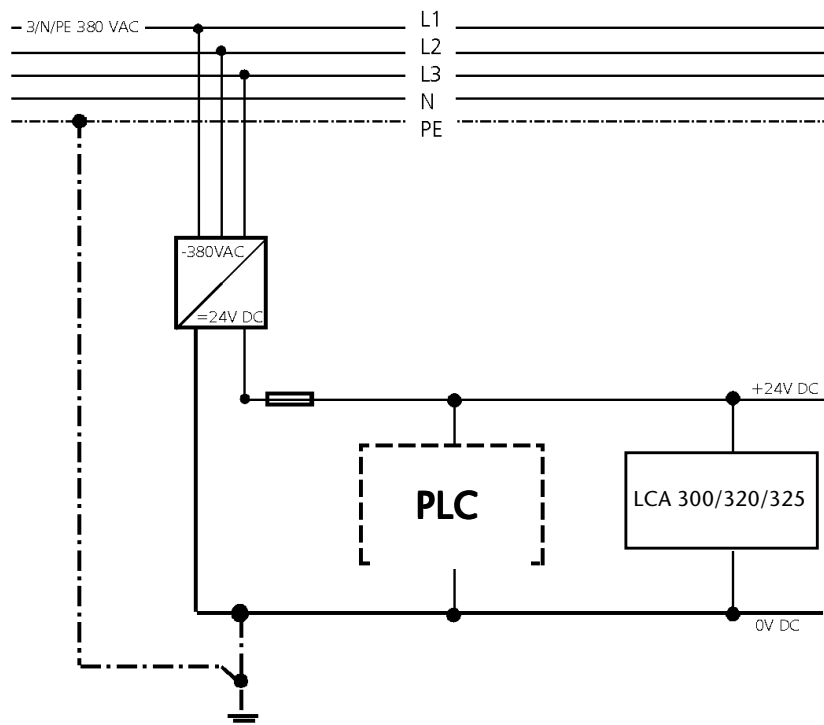 3/N/PE 380 VAC
L1
L2
L3
N
PE
-380VAC
=24V DC
+24V DC
PLC
LCA 300/320/325
0V DC